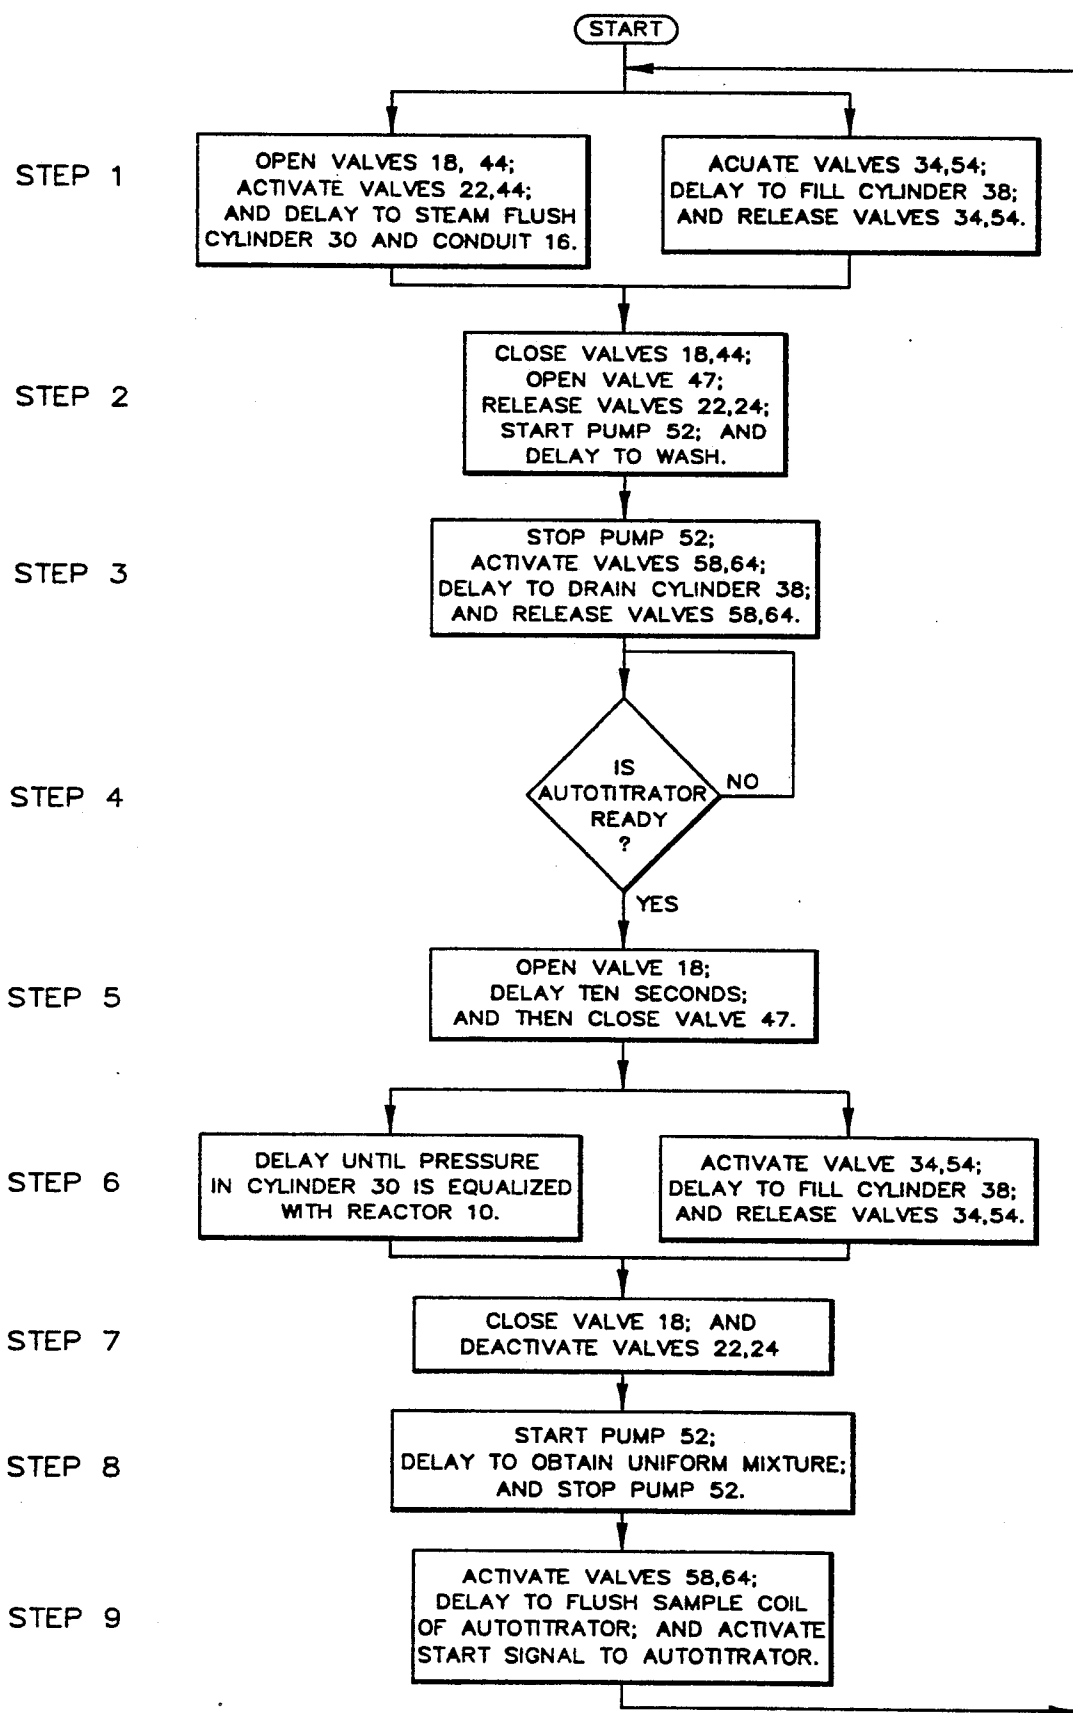 START
STEP 1
OPEN VALVES 18, 44;
ACTIVATE VALVES 22,44;
AND DELAY TO STEAM FLUSH
CYLINDER 30 AND CONDUIT 16.
ACUATE VALVES 34,54;
DELAY TO FILL CYLINDER 38;
AND RELEASE VALVES 34,54.
STEP 2
CLOSE VALVES 18,44;
OPEN VALVE 47;
RELEASE VALVES 22,24;
START PUMP 52; AND
DELAY TO WASH.
STEP 3
STOP PUMP 52;
ACTIVATE VALVES 58,64;
DELAY TO DRAIN CYLINDER 38;
AND RELEASE VALVES 58,64.
STEP 4
IS
AUTOTITRATOR
READY
?
NO
YES
STEP 5
OPEN VALVE 18;
DELAY TEN SECONDS;
AND THEN CLOSE VALVE 47.
STEP 6
DELAY UNTIL PRESSURE
IN CYLINDER 30 IS EQUALIZED
WITH REACTOR 10.
ACTIVATE VALVE 34,54;
DELAY TO FILL CYLINDER 38;
AND RELEASE VALVES 34,54.
STEP 7
CLOSE VALVE 18; AND
DEACTIVATE VALVES 22,24
STEP 8
START PUMP 52;
DELAY TO OBTAIN UNIFORM MIXTURE;
AND STOP PUMP 52.
STEP 9
ACTIVATE VALVES 58,64;
DELAY TO FLUSH SAMPLE COIL
OF AUTOTITRATOR; AND ACTIVATE
START SIGNAL TO AUTOTITRATOR.